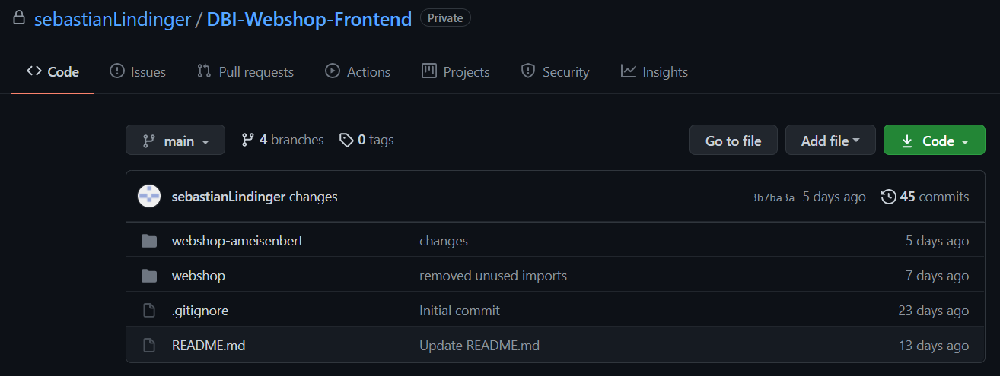 sebastianLindinger / DBI-Webshop-Frontend Private
Code Issues Pull requests Actions Projects Security Insights
main 4 branches 0 tags Go to file Add file Code
sebastianLindinger changes 3b7ba3a 5 days ago 45 commits
webshop-ameisenbert changes 5 days ago
webshop removed unused imports 7 days ago
.gitignore Initial commit 23 days ago
README.md Update README.md 13 days ago